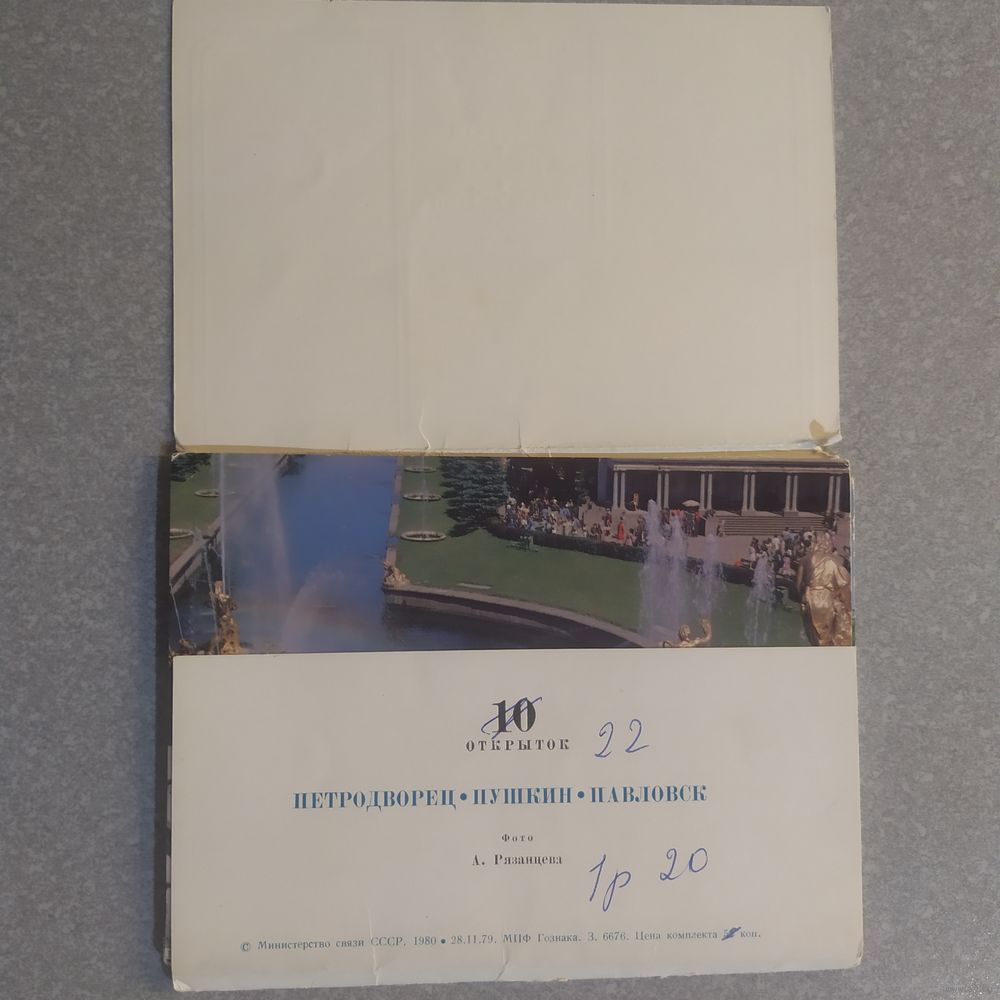 10
ОТКРЫТОК 22
ПЕТРОДВОРЕЦ • ПУШКИН • ПАВЛОВСК
Фото
А. Рязанцева
1р 20
© Министерство связи СССР, 1980 • 28.11.79. МПФ Гознака. З. 6676. Цена комплекта коп.